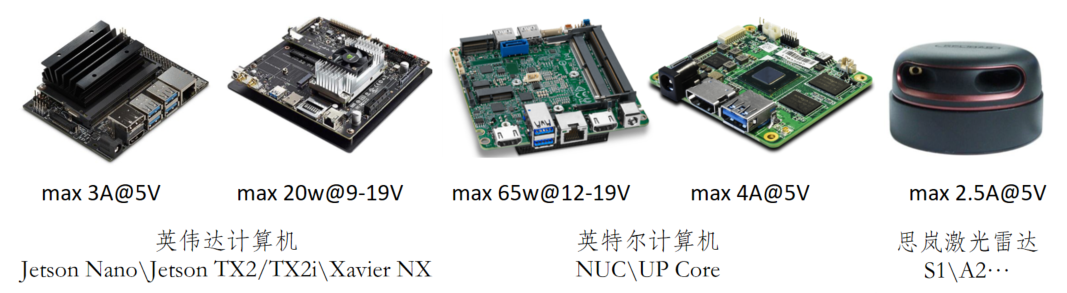 max 3A@5V
max 20w@9-19V
max 65w@12-19V
max 4A@5V
max 2.5A@5V
英伟达计算机
Jetson Nano\Jetson TX2/TX2i\Xavier NX
英特尔计算机
NUC\UP Core
思岚激光雷达
S1\A2…